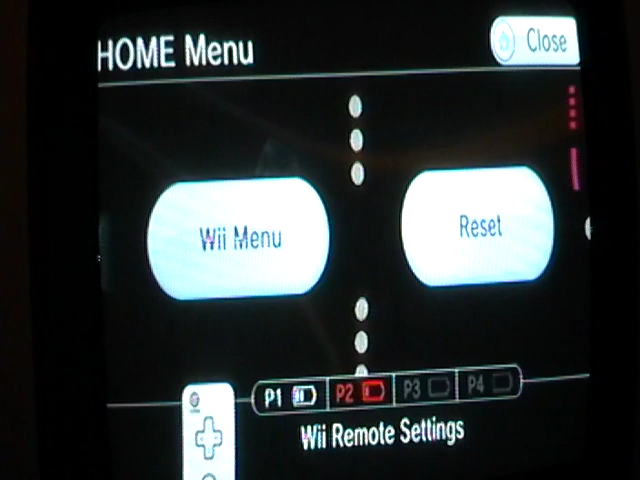 HOME Menu
Close
Wii Menu
Reset
P1 P2 P3 P4
Wii Remote Settings